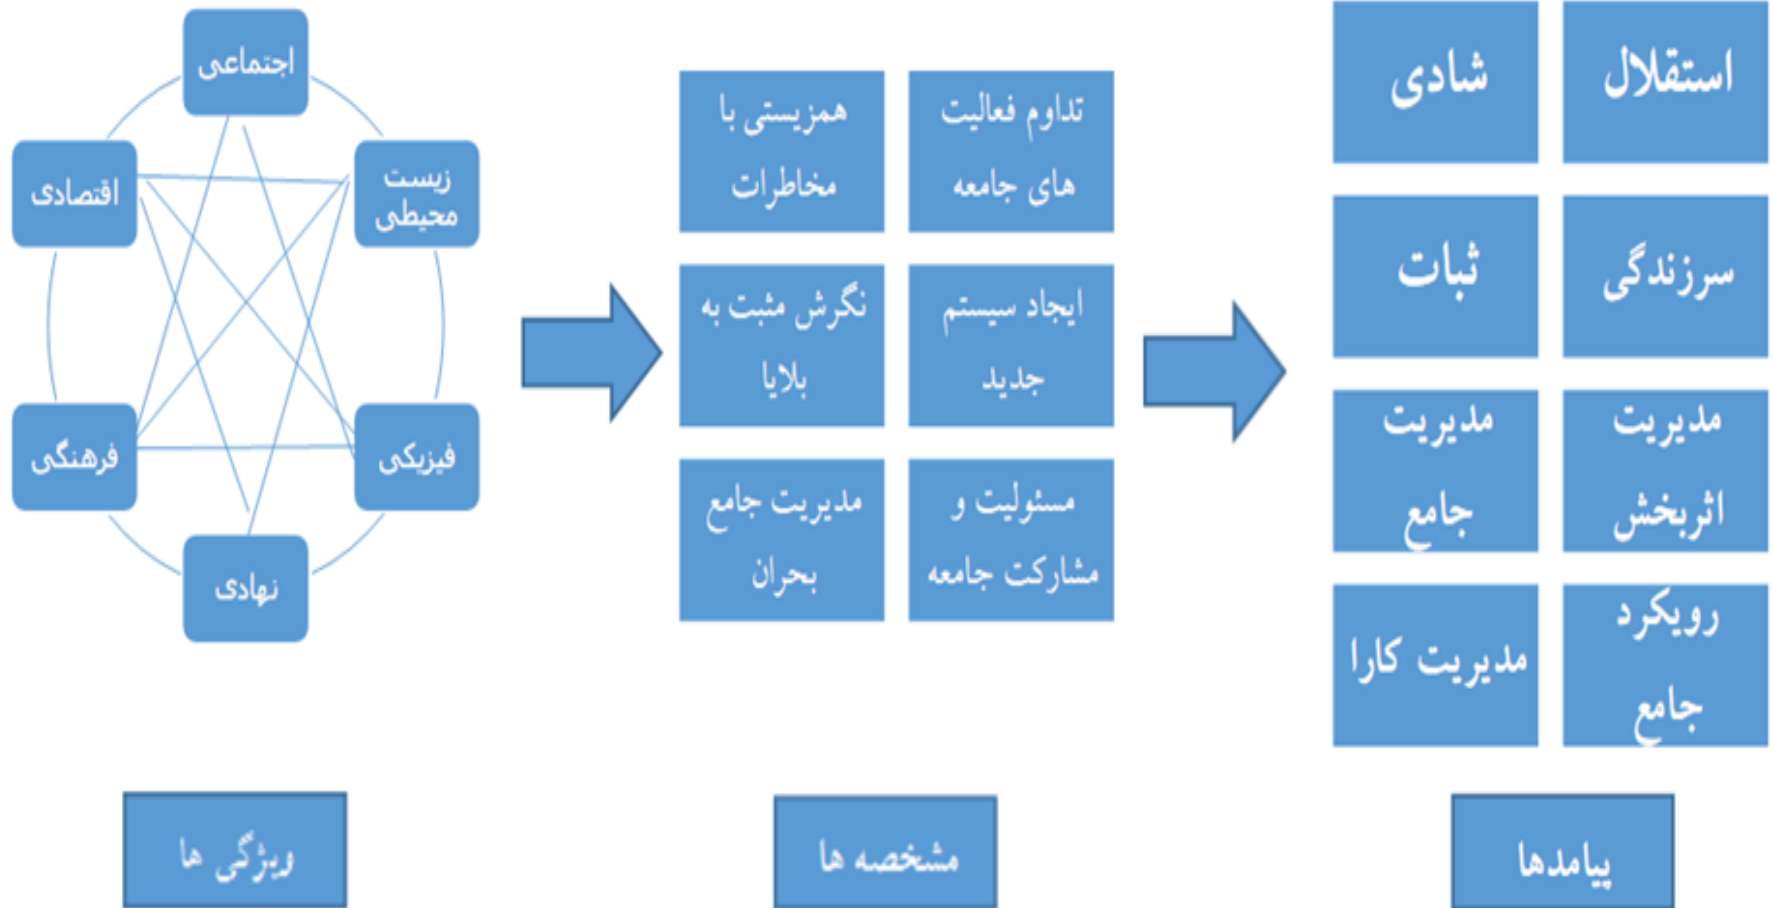 اجتماعی
زیست
محیطی
فیزیکی
نهادی
فرهنگی
اقتصادی
ویژگی ها
همزیستی با
مخاطرات
تداوم فعالیت
های جامعه
نگرش مثبت به
بلایا
ایجاد سیستم
جدید
مدیریت جامع
بحران
مسئولیت و
مشارکت جامعه
مشخصه ها
شادی
استقلال
ثبات
سرزندگی
مدیریت
جامع
مدیریت
اثربخش
مدیریت کارا
رویکرد
جامع
پیامدها